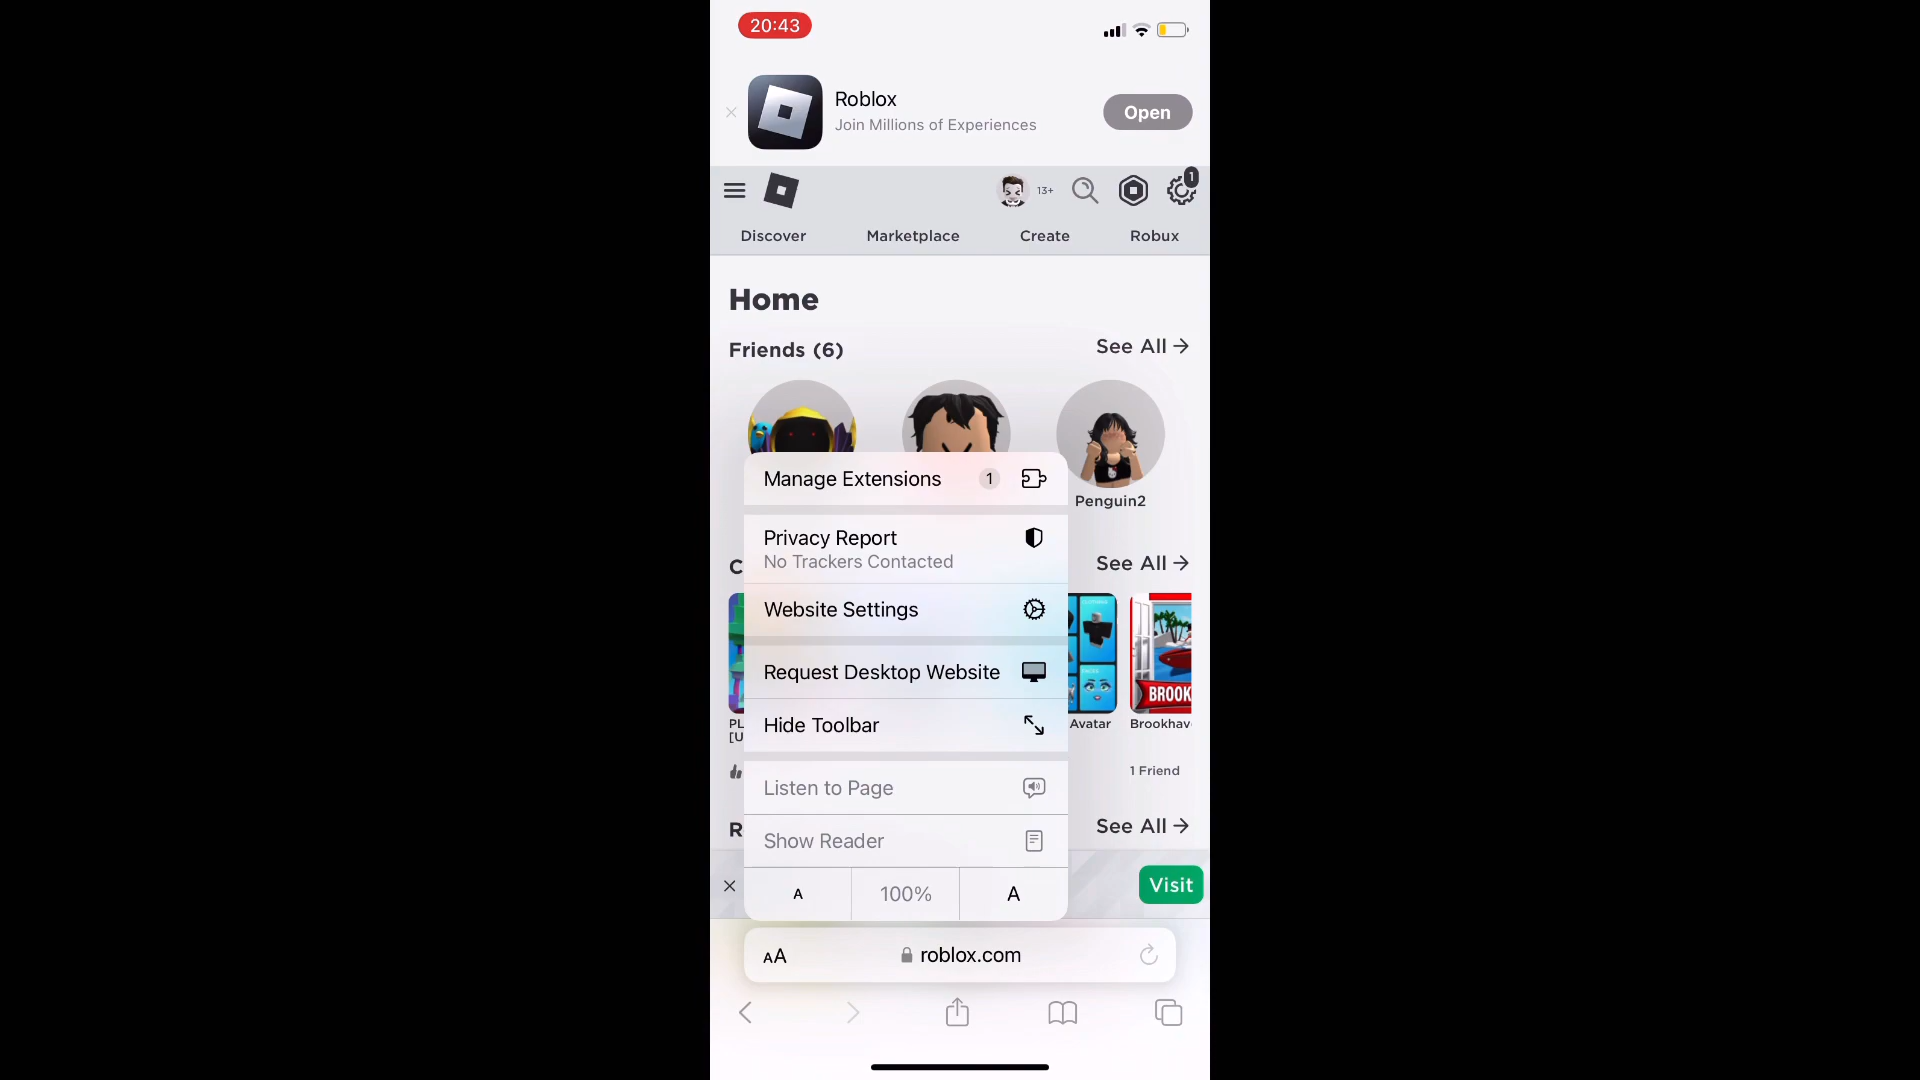 20:43
Roblox
Join Millions of Experiences
Open
13+
1
Discover
Marketplace
Create
Robux
Home
Friends (6)
See All →
Penguin2
Manage Extensions
1
Privacy Report
No Trackers Contacted
C
See All →
Website Settings
Request Desktop Website
BROOK
Hide Toolbar
PL
[U
Avatar
Brookhav
1 Friend
Listen to Page
R
See All →
Show Reader
A
100%
A
Visit
AA
roblox.com